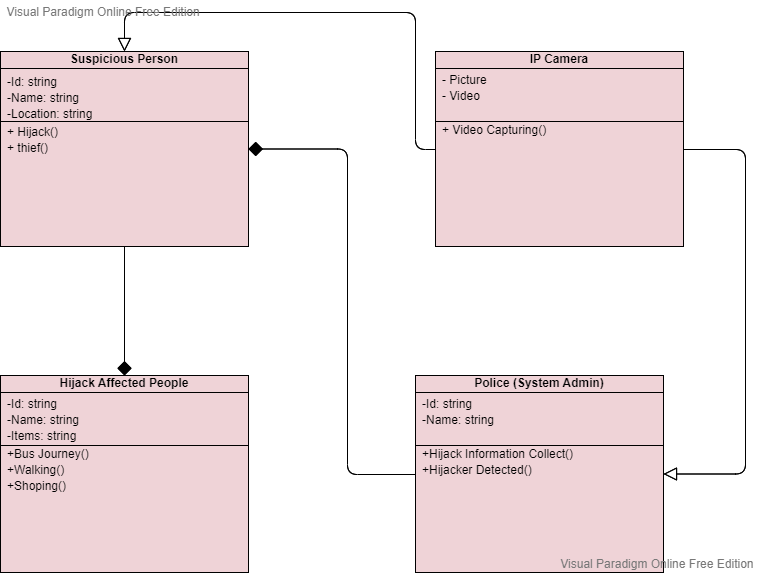 Visual Paradigm Online Free Edition
Suspicious Person
-Id: string
-Name: string
-Location: string
+ Hijack()
+ thief()
IP Camera
- Picture
- Video
+ Video Capturing()
Hijack Affected People
-Id: string
-Name: string
-Items: string
+Bus Journey()
+Walking()
+Shoping()
Police (System Admin)
-Id: string
-Name: string
+Hijack Information Collect()
+Hijacker Detected()
Visual Paradigm Online Free Edition